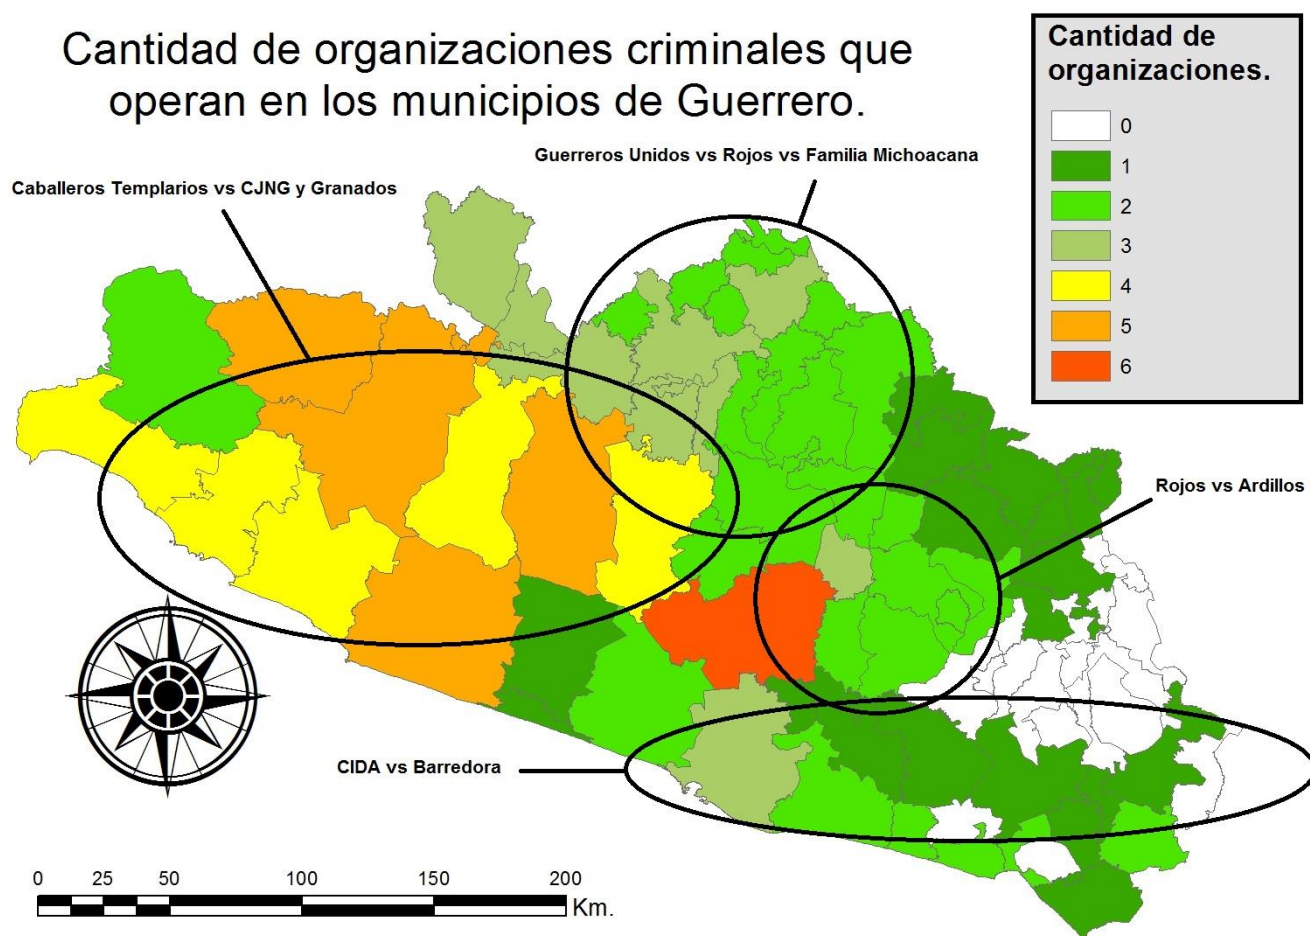 Cantidad de organizaciones criminales que
operan en los municipios de Guerrero.
Cantidad de
organizaciones.
0
1
2
3
4
5
6
Guerreros Unidos vs Rojos vs Familia Michoacana
Caballeros Templarios vs CJNG y Granados
Rojos vs Ardillos
CIDA vs Barredora
0 25 50 100 150 200
Km.